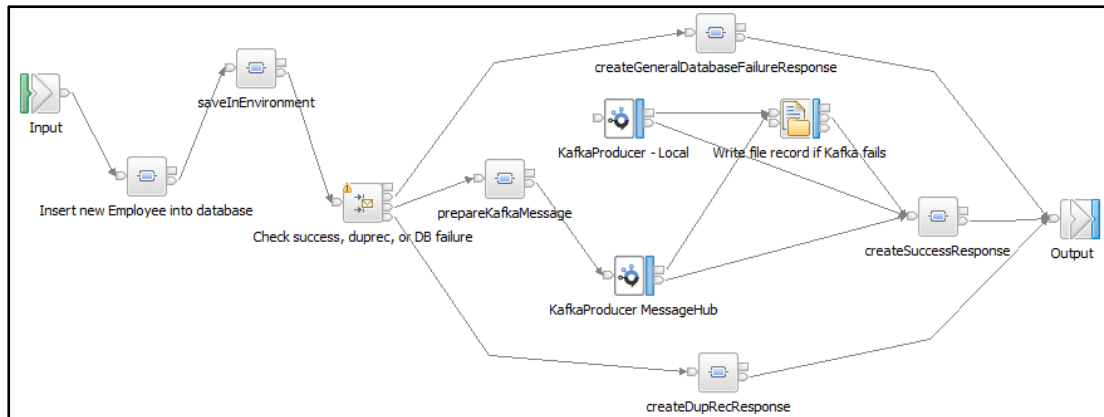 createGeneralDatabaseFailureResponse
saveInEnvironment
Input
KafkaProducer - Local
Write file record if Kafka fails
Insert new Employee into database
prepareKafkaMessage
Check success, duprec, or DB failure
createSuccessResponse
Output
KafkaProducer MessageHub
createDupRecResponse